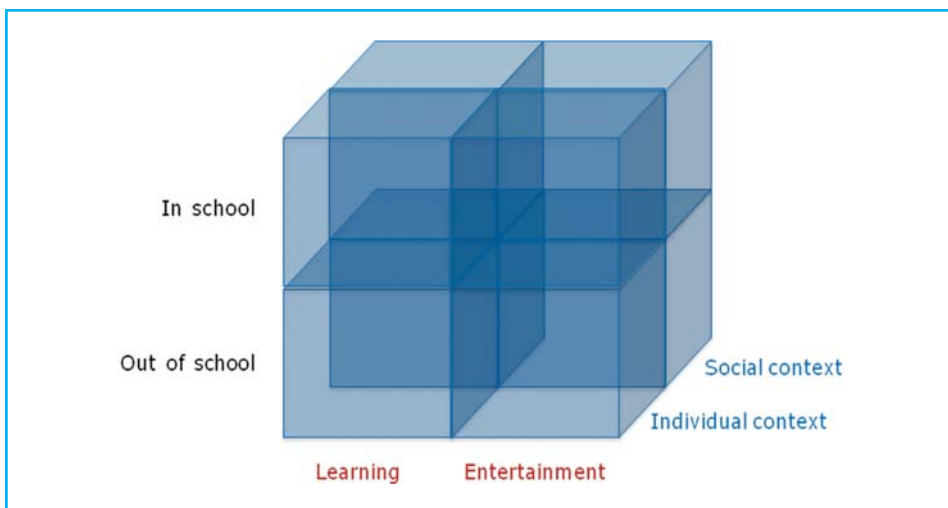 In school
Out of school
Social context
Individual context
Learning Entertainment